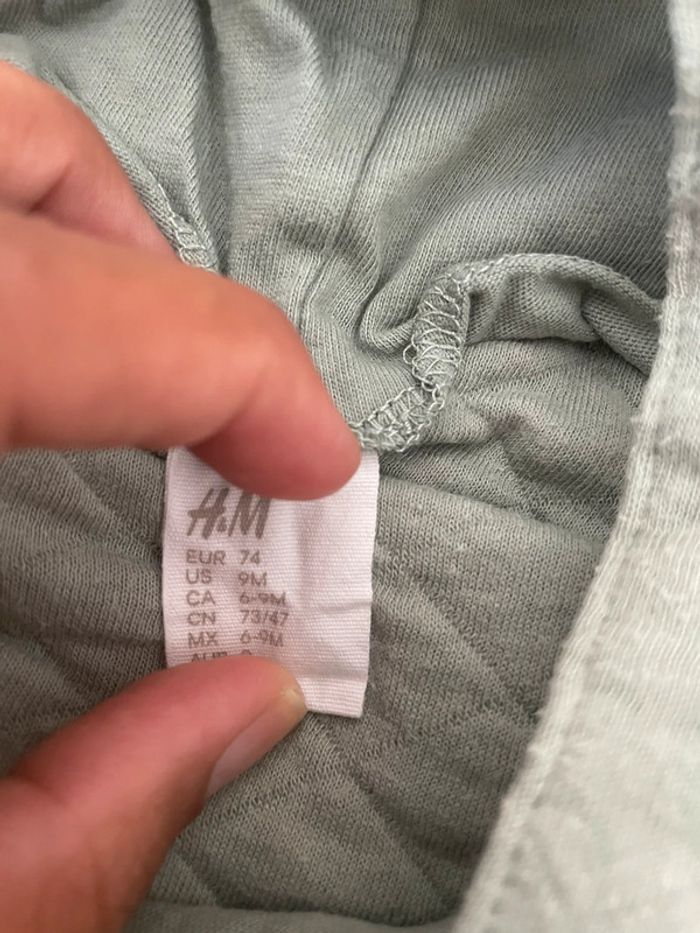 H&M
EUR 74
US 9M
CA 6-9M
CN 73/47
MX 6-9M